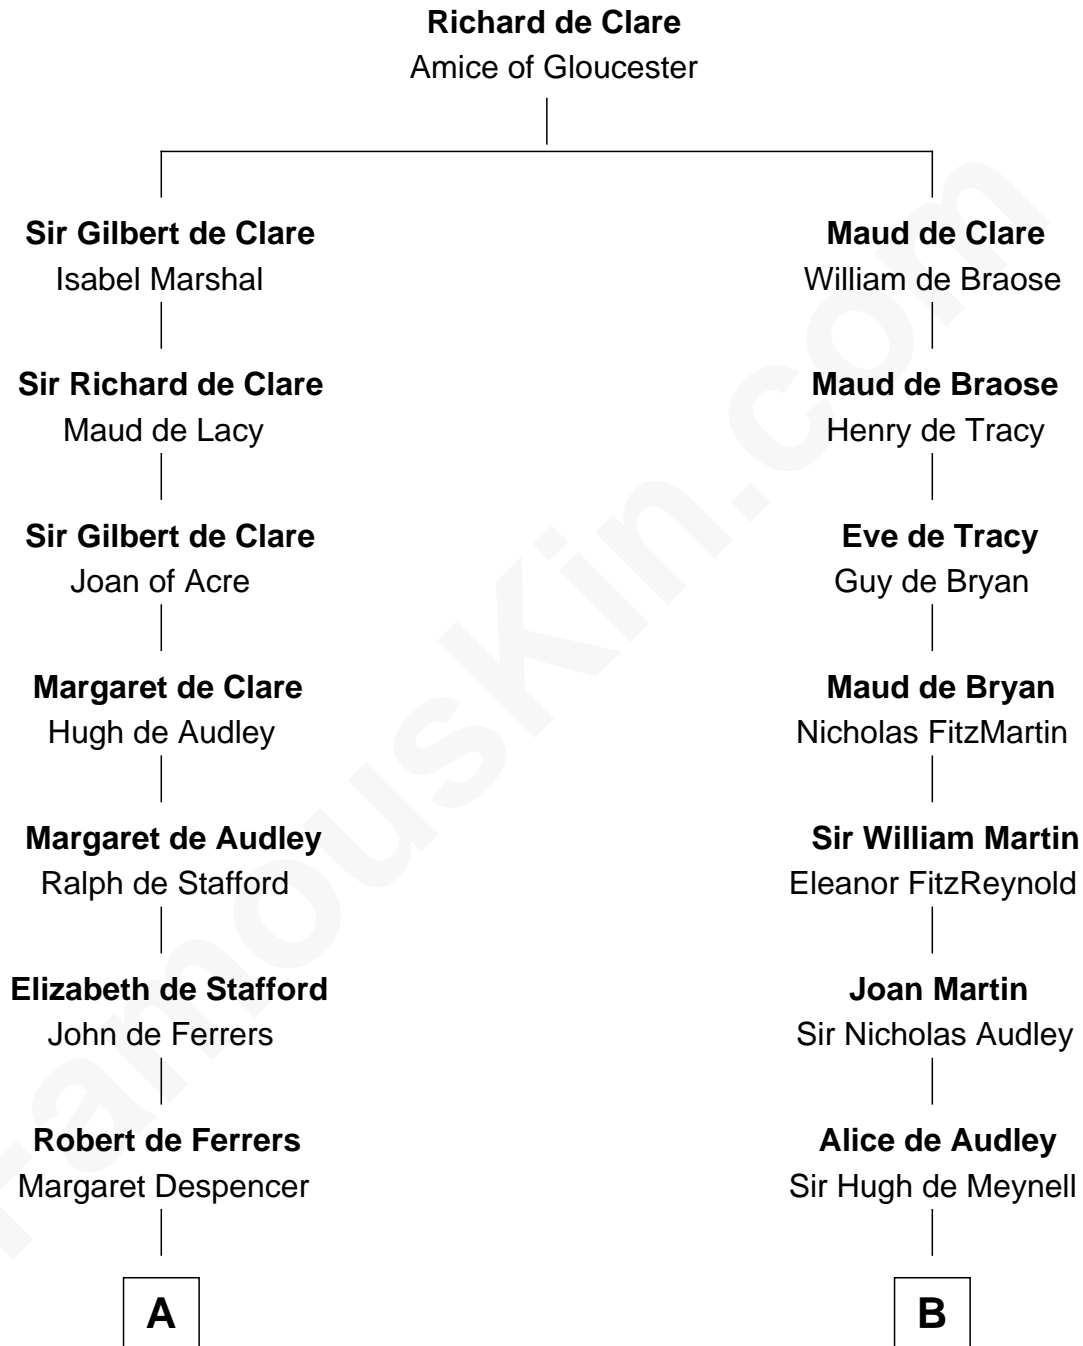 Richard de Clare
Amice of Gloucester
Sir Gilbert de Clare
Isabel Marshal
Maud de Clare
William de Braose
Sir Richard de Clare
Maud de Lacy
Maud de Braose
Henry de Tracy
Sir Gilbert de Clare
Joan of Acre
Eve de Tracy
Guy de Bryan
Margaret de Clare
Hugh de Audley
Maud de Bryan
Nicholas FitzMartin
Margaret de Audley
Ralph de Stafford
Sir William Martin
Eleanor FitzReynold
Elizabeth de Stafford
John de Ferrers
Joan Martin
Sir Nicholas Audley
Robert de Ferrers
Margaret Despencer
Alice de Audley
Sir Hugh de Meynell
A
B
FamousKin.com